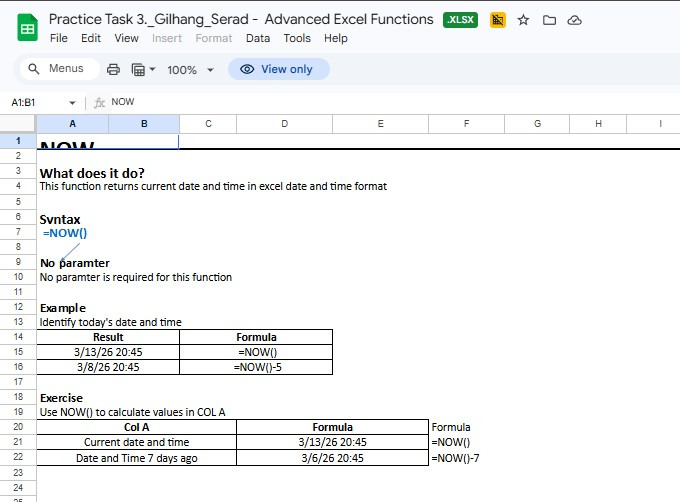 Practice Task 3._Gilhang_Serad - Advanced Excel Functions .XLSX
File Edit View Insert Format Data Tools Help
Menus 100% View only
A1:B1 fx NOW
A B C D E F G H I
1 NOW
2
3 What does it do?
4 This function returns current date and time in excel date and time format
5
6 Syntax
7 =NOW()
8
9 No paramter
10 No paramter is required for this function
11
12 Example
13 Identify today's date and time
14 Result Formula
15 3/13/26 20:45 =NOW()
16 3/8/26 20:45 =NOW()-5
17
18 Exercise
19 Use NOW() to calculate values in COL A
20 Col A Formula Formula
21 Current date and time 3/13/26 20:45 =NOW()
22 Date and Time 7 days ago 3/6/26 20:45 =NOW()-7
23
24
25